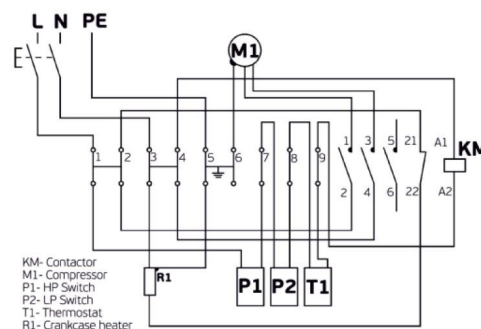 L N PE
M1
1 2 3 4 5 6 7 8 9
1 3 5 21 A1 KM
2 4 6 22 A2
R1 P1 P2 T1
KM- Contactor
M1- Compressor
P1- HP Switch
P2- LP Switch
T1- Thermostat
R1- Crankcase heater